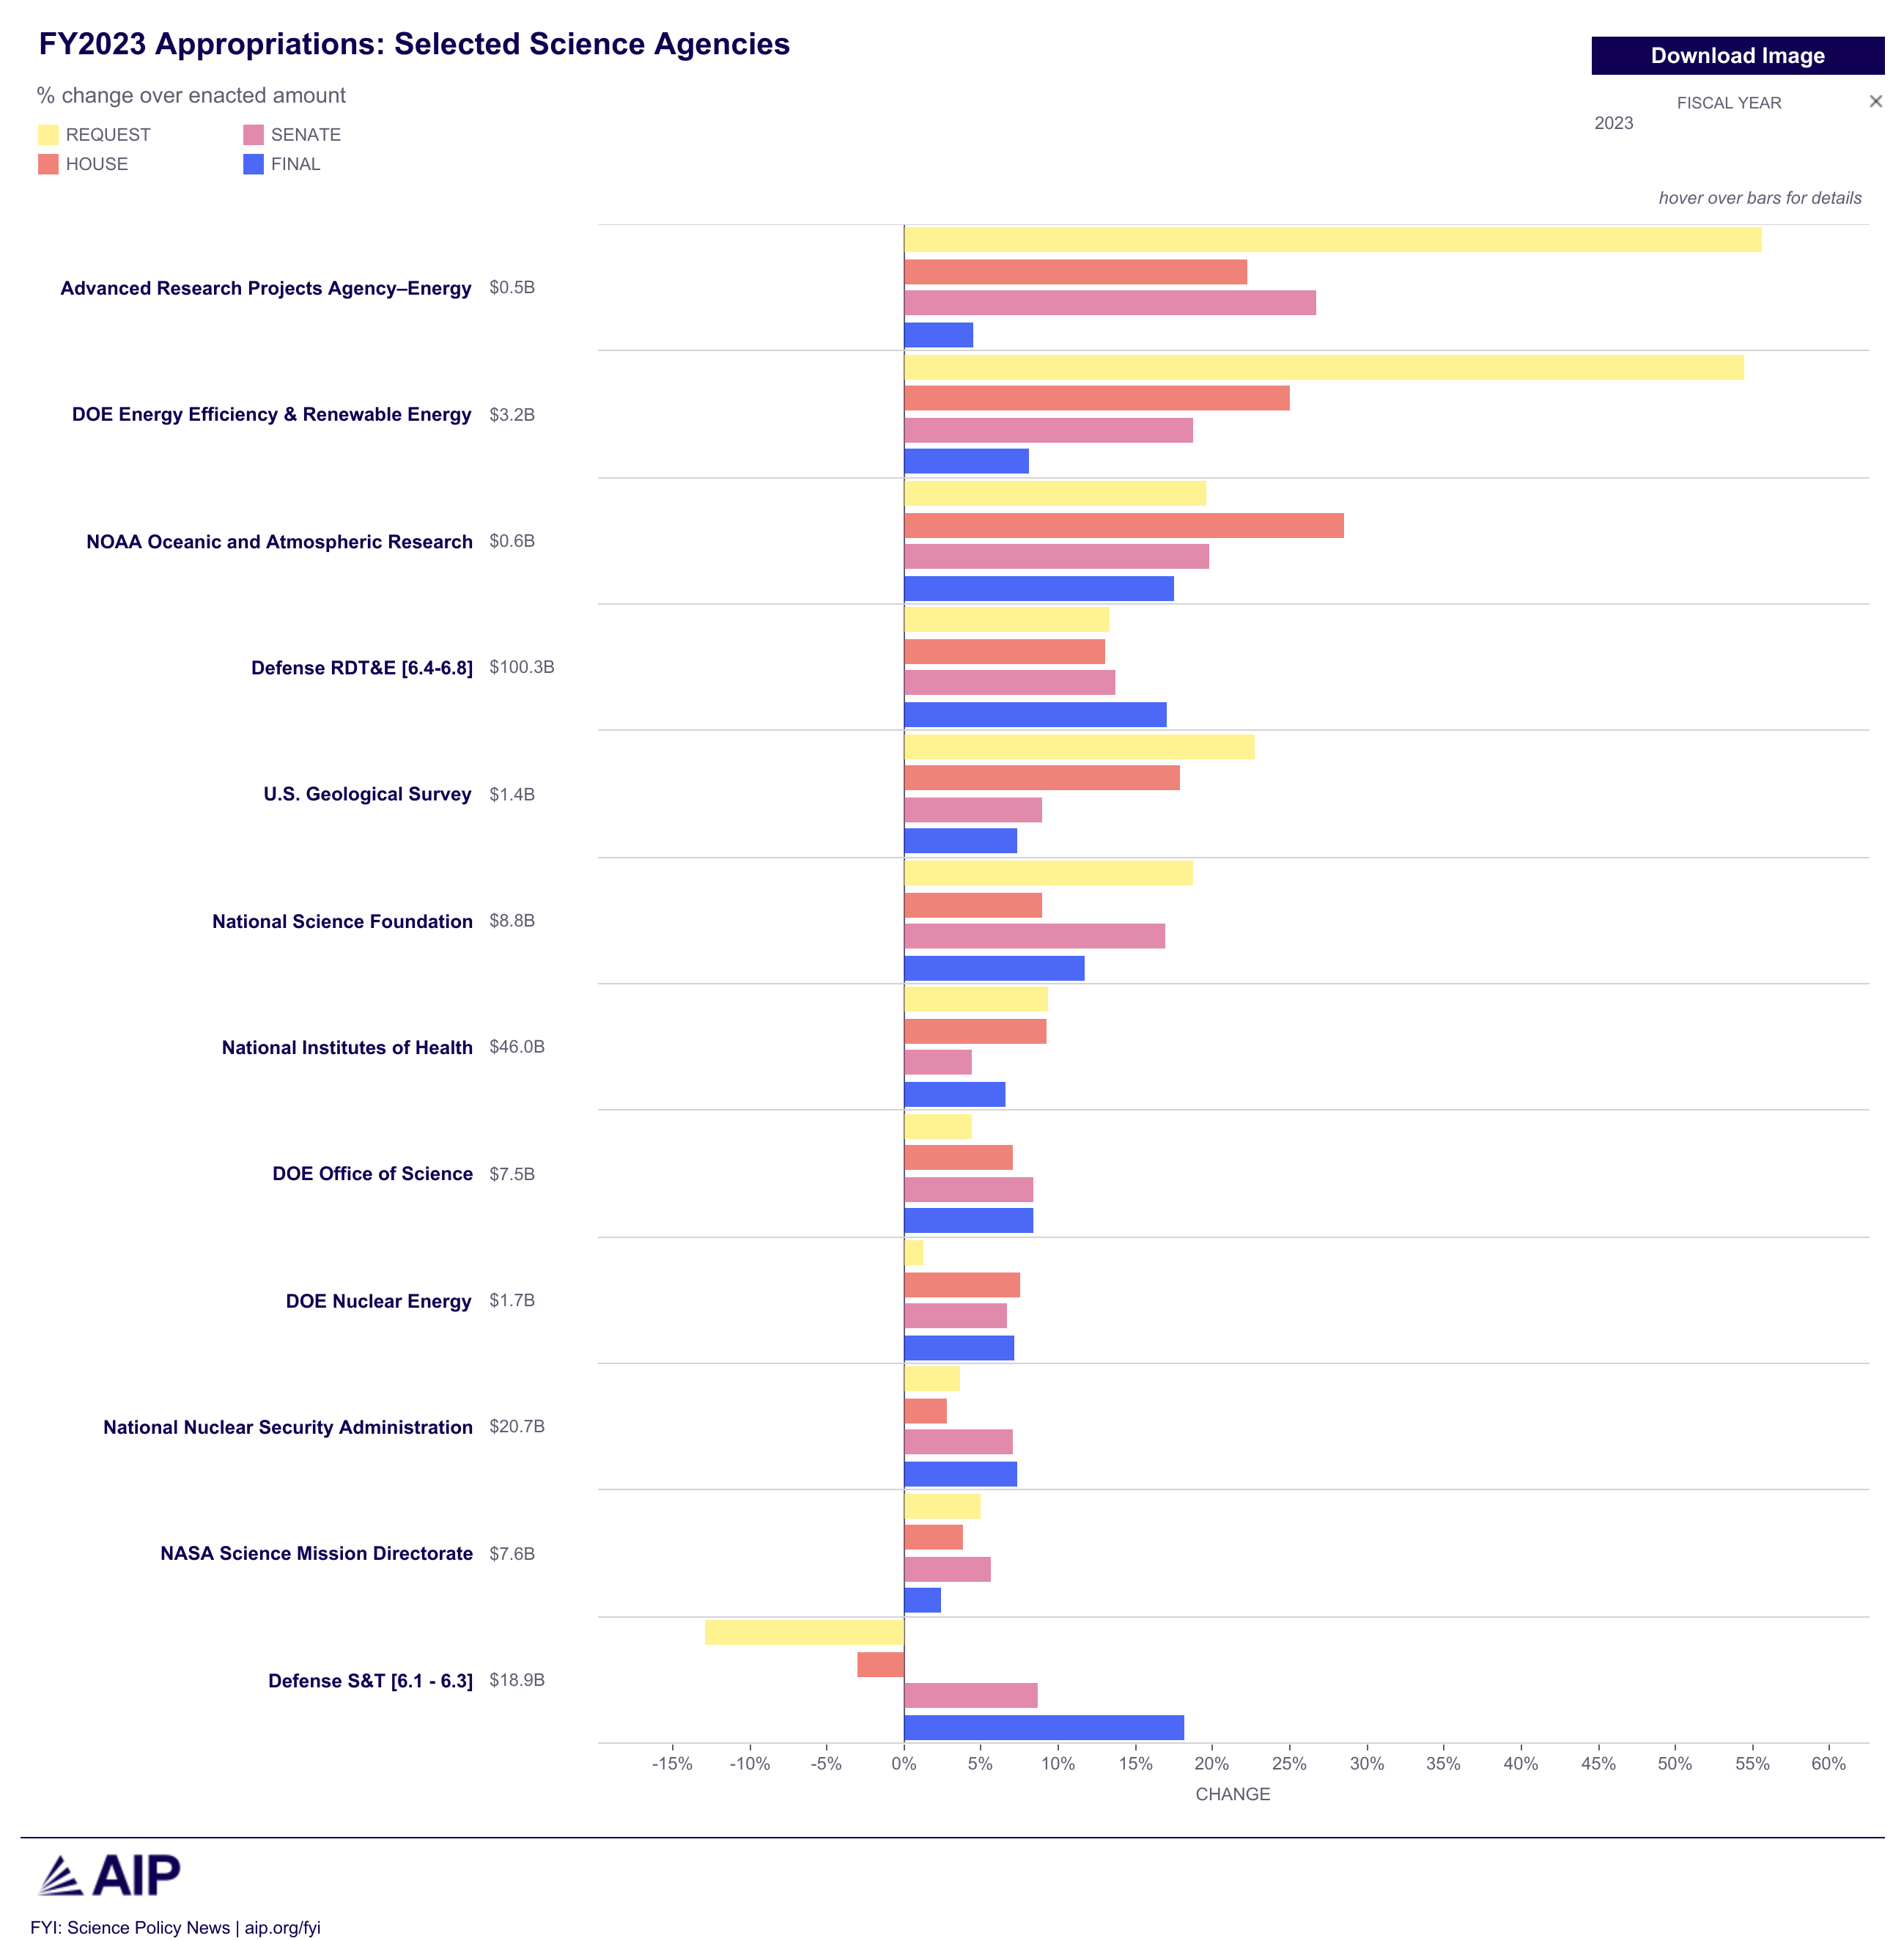 FY2023 Appropriations: Selected Science Agencies
Download Image
% change over enacted amount
FISCAL YEAR ×
2023
REQUEST SENATE
HOUSE FINAL
hover over bars for details
Advanced Research Projects Agency–Energy $0.5B
DOE Energy Efficiency & Renewable Energy $3.2B
NOAA Oceanic and Atmospheric Research $0.6B
Defense RDT&E [6.4-6.8] $100.3B
U.S. Geological Survey $1.4B
National Science Foundation $8.8B
National Institutes of Health $46.0B
DOE Office of Science $7.5B
DOE Nuclear Energy $1.7B
National Nuclear Security Administration $20.7B
NASA Science Mission Directorate $7.6B
Defense S&T [6.1 - 6.3] $18.9B
-15% -10% -5% 0% 5% 10% 15% 20% 25% 30% 35% 40% 45% 50% 55% 60%
CHANGE
AIP
FYI: Science Policy News | aip.org/fyi